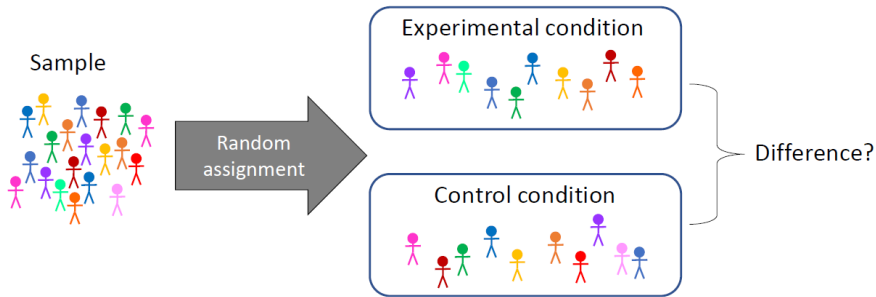 Sample
Random
assignment
Experimental condition
Control condition
Difference?